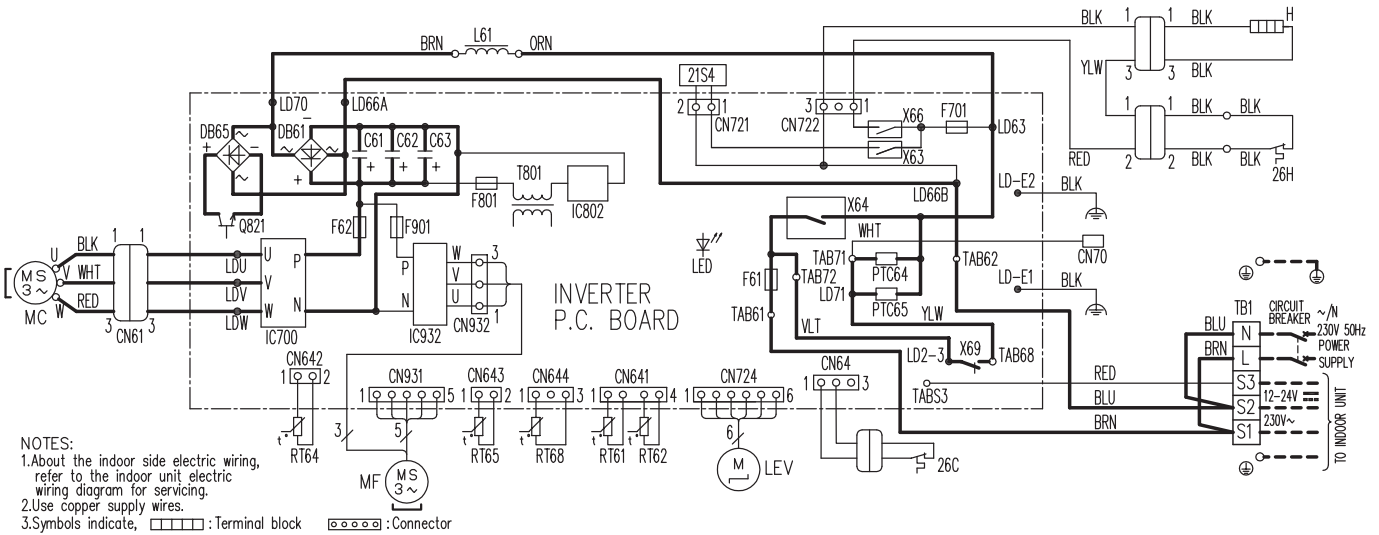 BLK 1 1 BLK H
BRN L61 ORN
YLW 3 3 BLK
21S4
LD70 LD66A
2 1 CN721
3 1 CN722
X66 F701
X63
LD63
1 1 BLK BLK
RED 2 2 BLK BLK 26H
DB65 DB61 C61 C62 C63
+ - ~ ~ ~ ~ - + + + +
Q821
F801 T801 IC802
LD66B
LD-E2 BLK
F62 F901
X64
WHT
CN70
LED
TAB71 PTC64 TAB62
TAB72
F61
LD71 PTC65
LD-E1 BLK
TAB61
VLT YLW
LD2-3 X69 TAB68
MS
3~
MC
U BLK 1 1 LDU U P
V WHT LDV V
W RED 3 3 LDW W N
CN61 IC700
P W 3
V
N U 1
IC932 CN932
INVERTER
P.C. BOARD
TB1 CIRCUIT
BREAKER ~/N
230V 50Hz
POWER
SUPPLY
BLU N
BRN L
RED S3
12-24V
BLU S2
230V~
BRN S1
TO INDOOR UNIT
TABS3
CN642
1 2
CN931
1 5
CN643
1 2
CN644
1 3
CN641
1 4
CN724
1 6
CN64
1 3
t° RT64
3 5
t° RT65
t° RT68
t° RT61
t° RT62
6
M
LEV
26C
MF
MS
3~
NOTES:
1.About the indoor side electric wiring,
refer to the indoor unit electric
wiring diagram for servicing.
2.Use copper supply wires.
3.Symbols indicate, :Terminal block :Connector